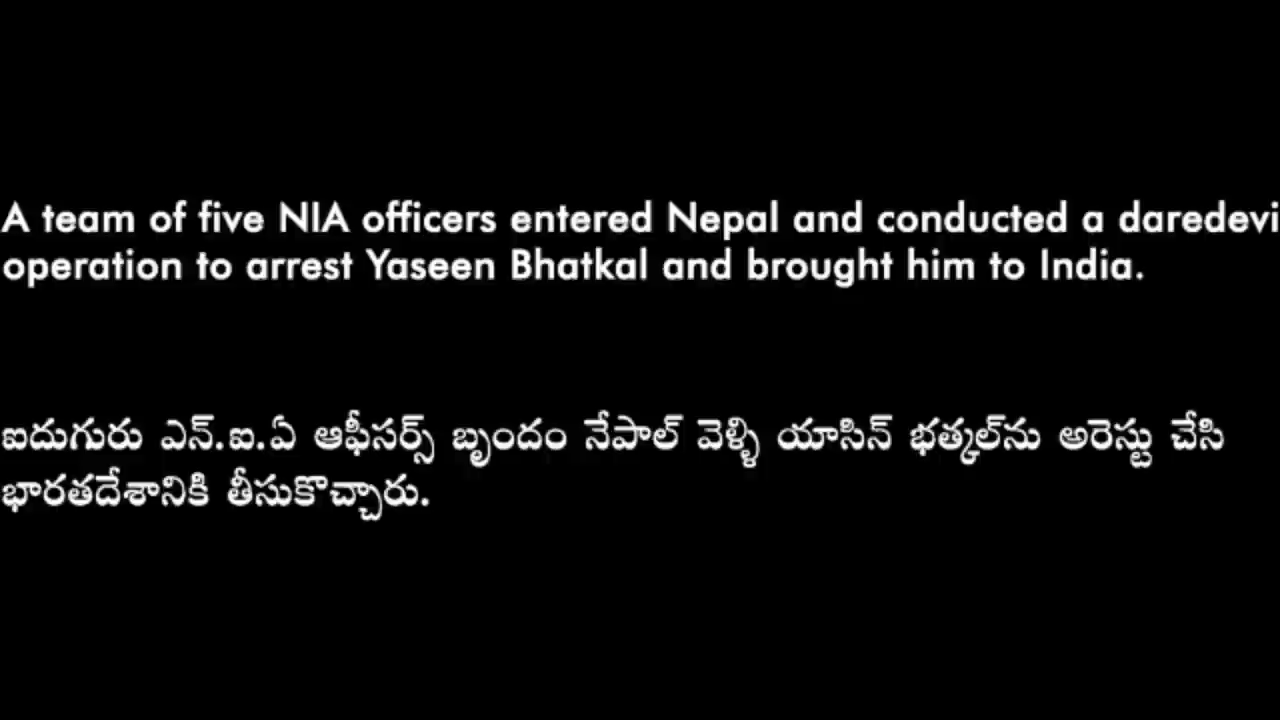 A team of five NIA officers entered Nepal and conducted a daredevi
operation to arrest Yaseen Bhatkal and brought him to India.
ఐదుగురు ఎన్.ఐ.ఏ ఆఫీసర్స్ బృందం నేపాల్ వెళ్ళి యాసిన్ భత్కల్‌ను అరెస్టు చేసి
భారతదేశానికి తీసుకొచ్చారు.